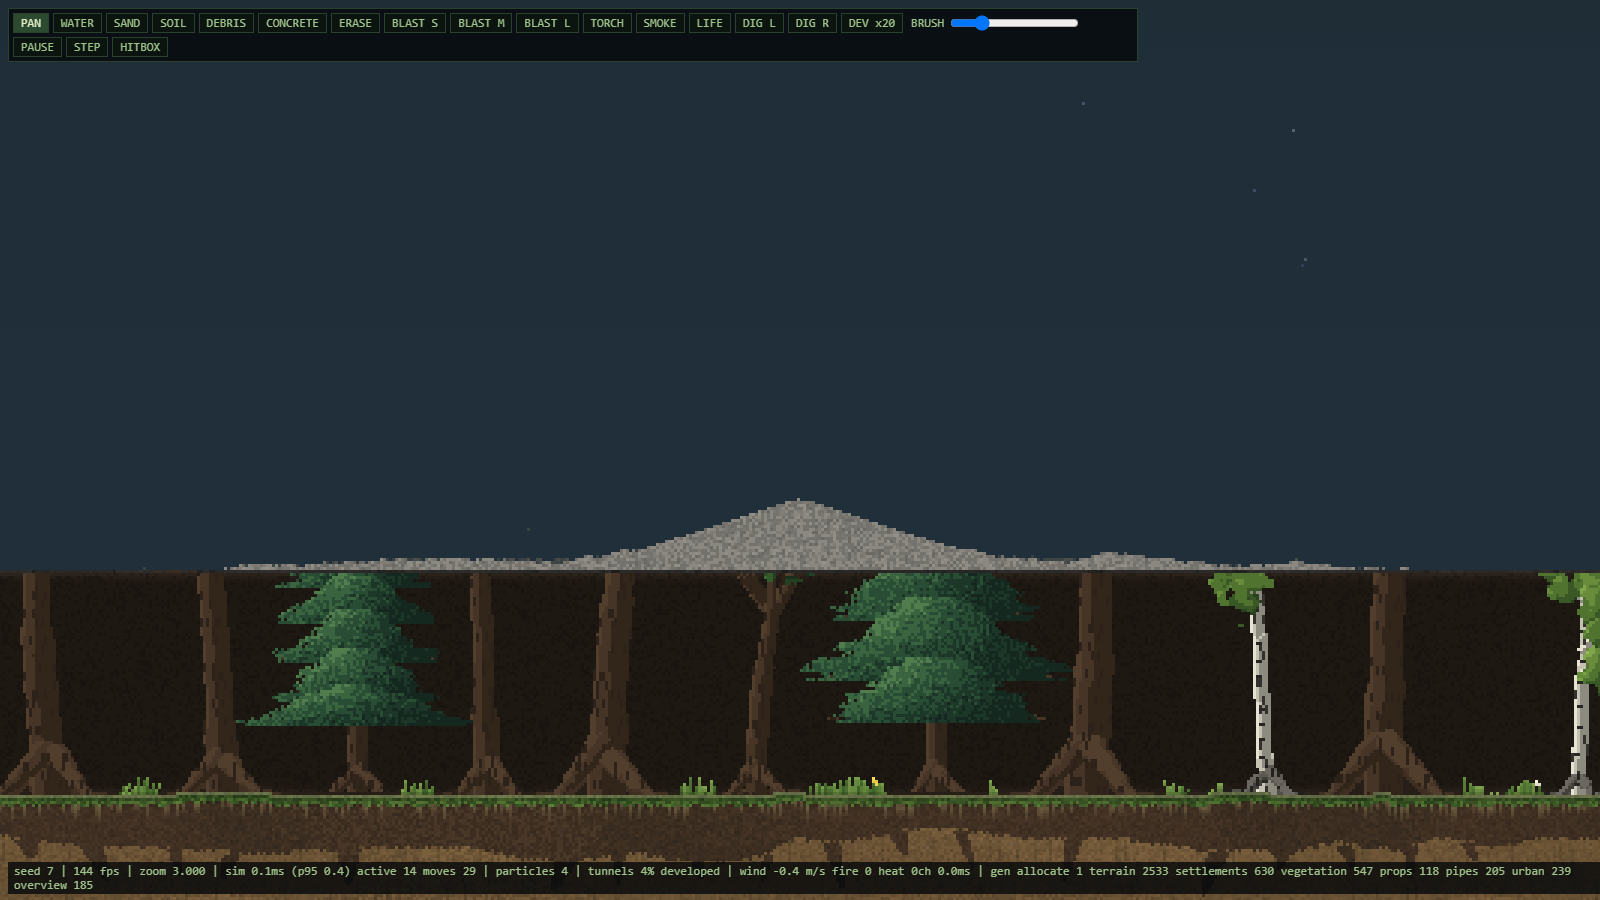 PAN WATER SAND SOIL DEBRIS CONCRETE ERASE BLAST S BLAST M BLAST L TORCH SMOKE LIFE DIG L DIG R DEV x20 BRUSH
PAUSE STEP HITBOX
seed 7 | 144 fps | zoom 3.000 | sim 0.1ms (p95 0.4) active 14 moves 29 | particles 4 | tunnels 4% developed | wind -0.4 m/s fire 0 heat 0ch 0.0ms | gen allocate 1 terrain 2533 settlements 630 vegetation 547 props 118 pipes 205 urban 239
overview 185